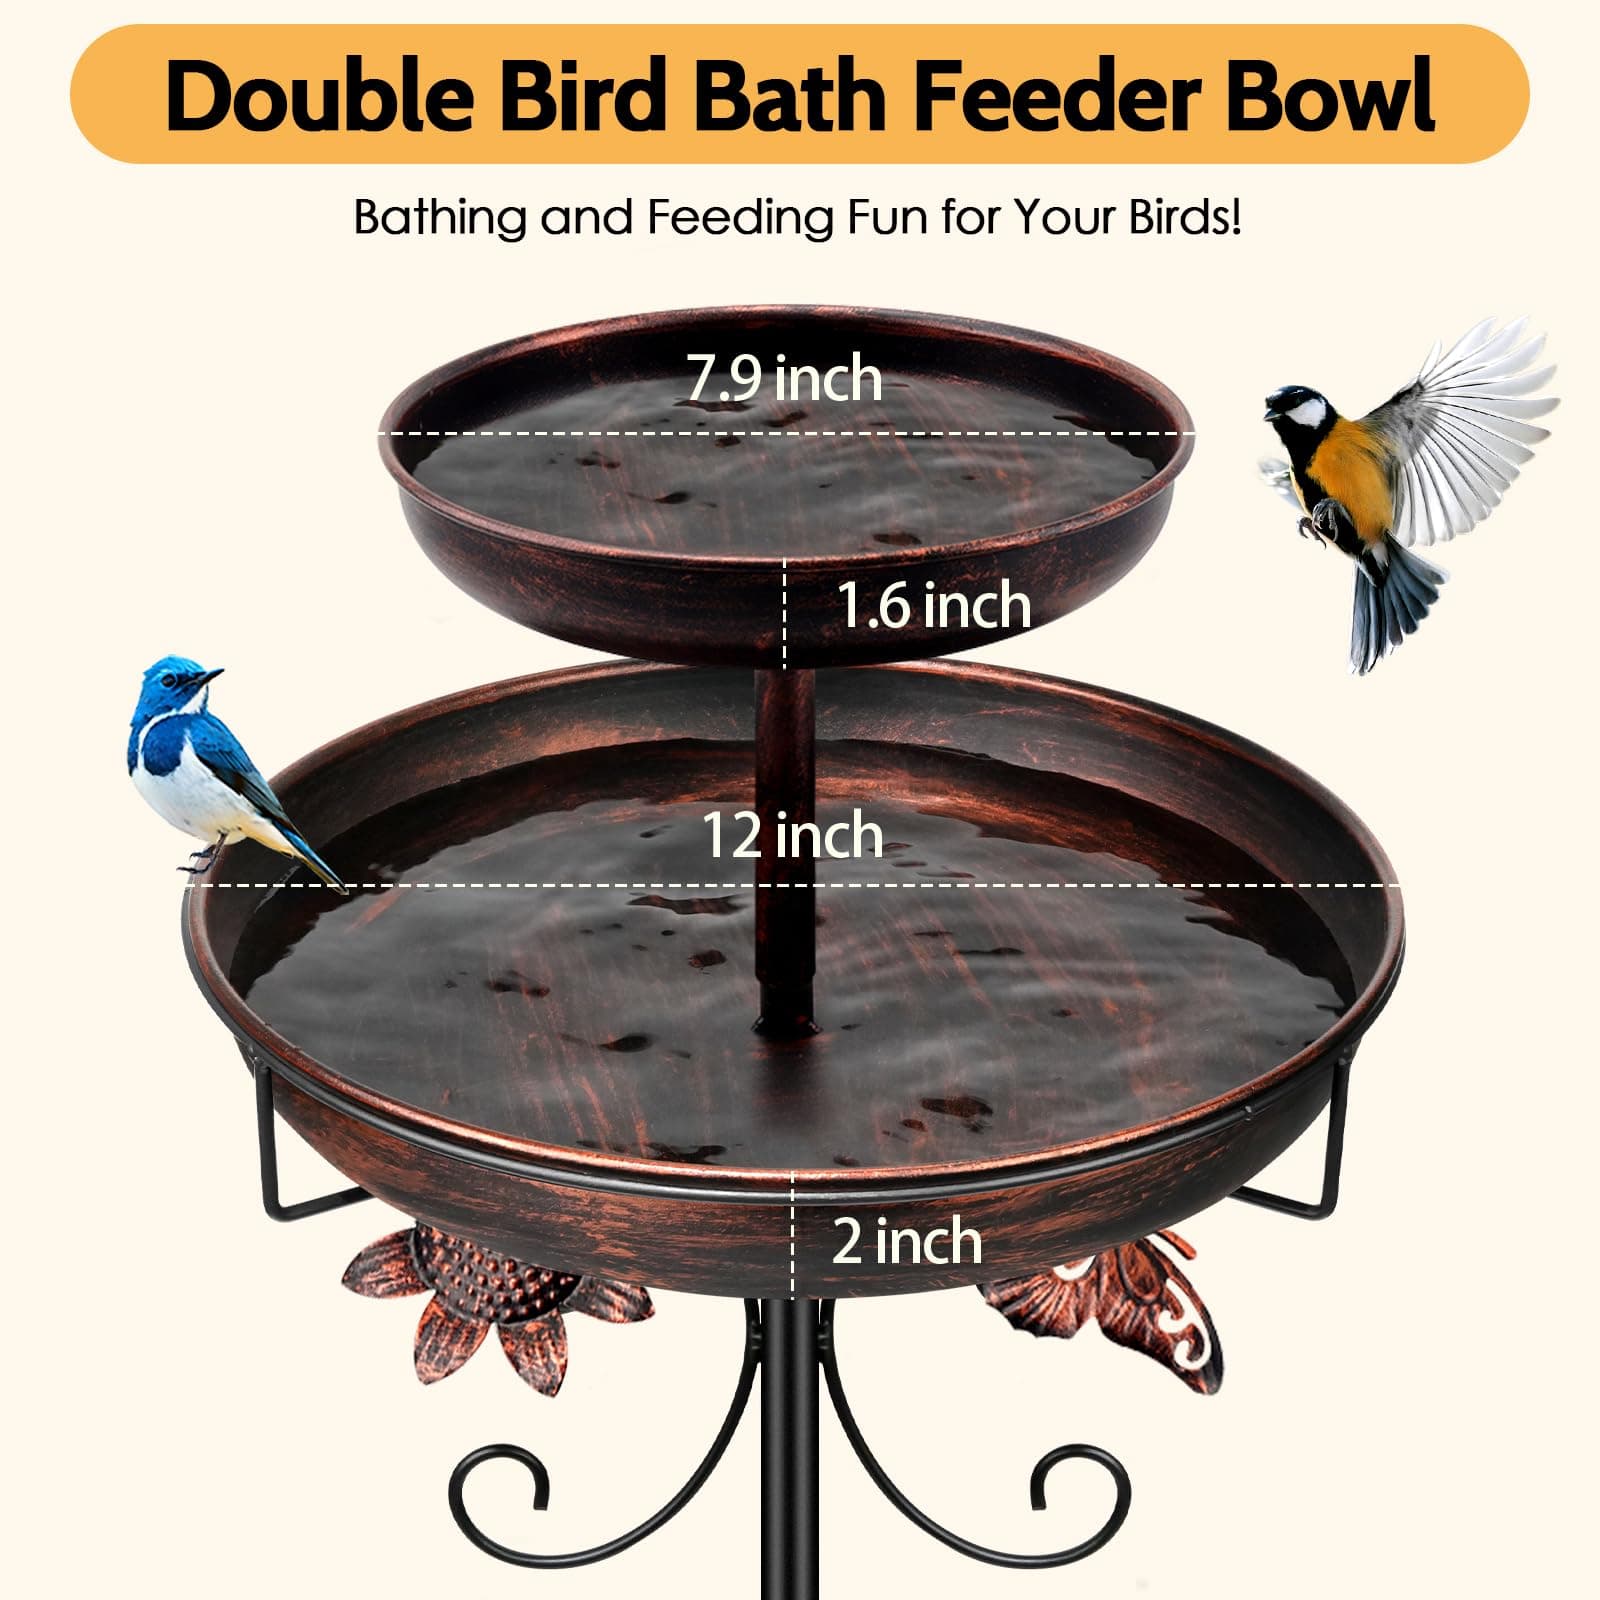 Double Bird Bath Feeder Bowl
Bathing and Feeding Fun for Your Birds!
7.9 inch
1.6 inch
12 inch
2 inch